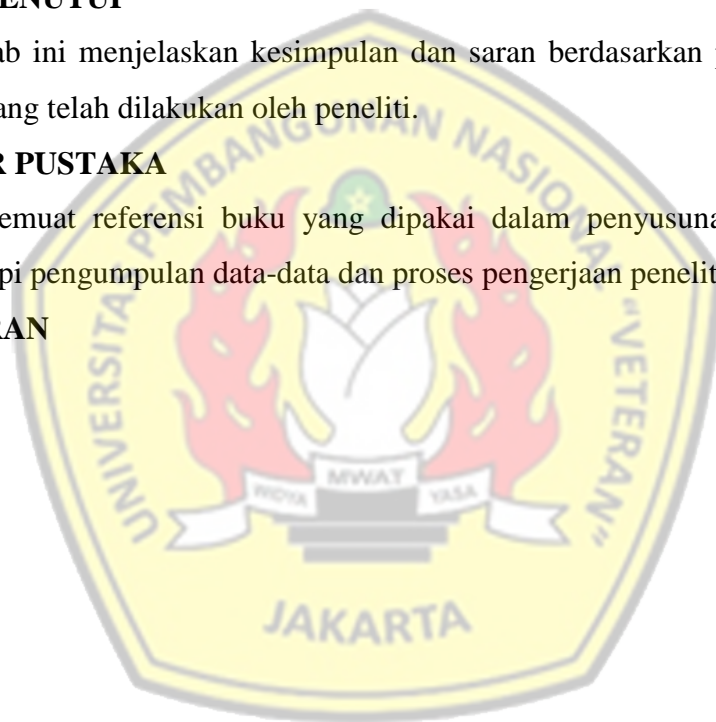 ENUTUP
ab ini menjelaskan kesimpulan dan saran berdasarkan
ang telah dilakukan oleh peneliti.
R PUSTAKA
emuat referensi buku yang dipakai dalam penyusuna
pi pengumpulan data-data dan proses pengerjaan penelit
RAN
UNIVERSITAS PEMBANGUNAN NASIONAL "VETERAN"
WIDYA MWAT YASA
JAKARTA